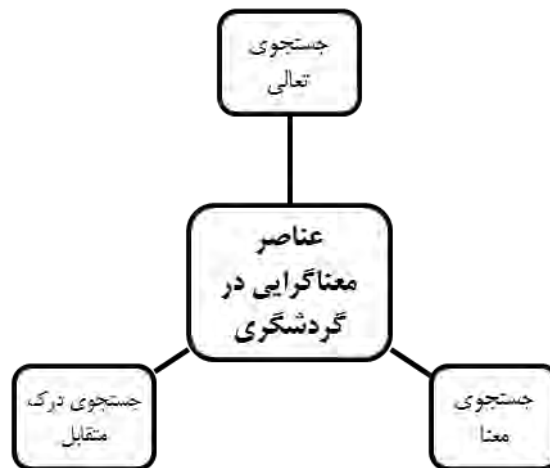 جستجوی
تعالی
عناصر
معناگرایی در
گردشگری
جستجوی
معنا
جستجوی درک
متقابل